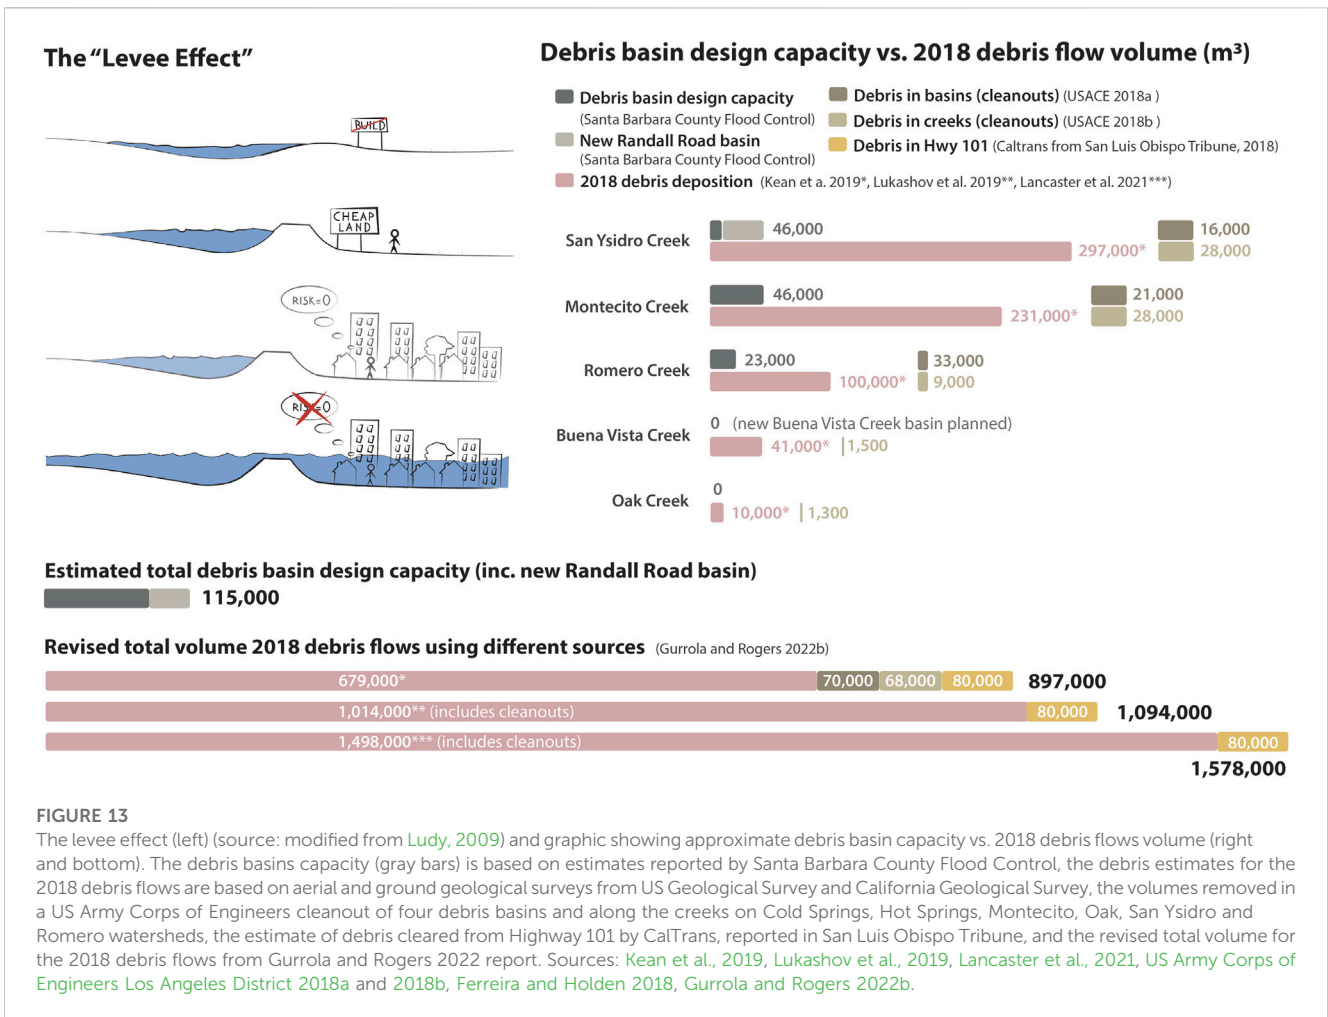 The “Levee Effect”
BUILD
CHEAP
LAND
RISK=0
RISK=0
Debris basin design capacity vs. 2018 debris flow volume (m³)
Debris basin design capacity
(Santa Barbara County Flood Control)
New Randall Road basin
(Santa Barbara County Flood Control)
Debris in basins (cleanouts) (USACE 2018a )
Debris in creeks (cleanouts) (USACE 2018b )
Debris in Hwy 101 (Caltrans from San Luis Obispo Tribune, 2018)
2018 debris deposition (Kean et a. 2019*, Lukashov et al. 2019**, Lancaster et al. 2021***)
San Ysidro Creek
46,000
16,000
297,000*
28,000
Montecito Creek
46,000
21,000
231,000*
28,000
Romero Creek
23,000
33,000
100,000*
9,000
Buena Vista Creek
0 (new Buena Vista Creek basin planned)
41,000*
1,500
Oak Creek
0
10,000*
1,300
Estimated total debris basin design capacity (inc. new Randall Road basin)
115,000
Revised total volume 2018 debris flows using different sources (Gurrola and Rogers 2022b)
679,000* 70,000 68,000 80,000 897,000
1,014,000** (includes cleanouts) 80,000 1,094,000
1,498,000*** (includes cleanouts) 80,000
1,578,000
FIGURE 13
The levee effect (left) (source: modified from Ludy, 2009) and graphic showing approximate debris basin capacity vs. 2018 debris flows volume (right
and bottom). The debris basins capacity (gray bars) is based on estimates reported by Santa Barbara County Flood Control, the debris estimates for the
2018 debris flows are based on aerial and ground geological surveys from US Geological Survey and California Geological Survey, the volumes removed in
a US Army Corps of Engineers cleanout of four debris basins and along the creeks on Cold Springs, Hot Springs, Montecito, Oak, San Ysidro and
Romero watersheds, the estimate of debris cleared from Highway 101 by CalTrans, reported in San Luis Obispo Tribune, and the revised total volume for
the 2018 debris flows from Gurrola and Rogers 2022 report. Sources: Kean et al., 2019, Lukashov et al., 2019, Lancaster et al., 2021, US Army Corps of
Engineers Los Angeles District 2018a and 2018b, Ferreira and Holden 2018, Gurrola and Rogers 2022b.